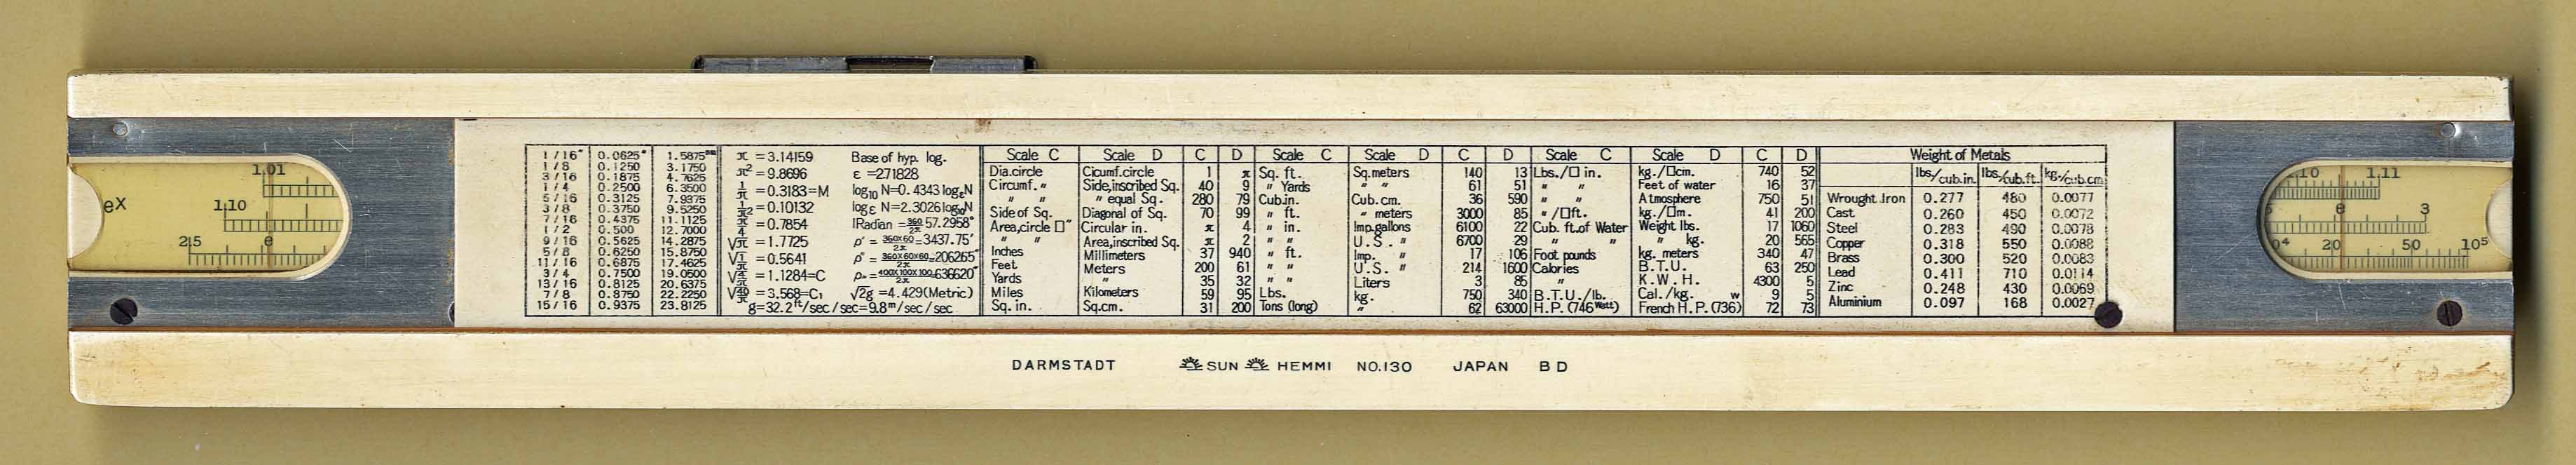 1/16" 0.0625" 1.5875mm
1/8 0.1250 3.1750
3/16 0.1875 4.7625
1/4 0.2500 6.3500
5/16 0.3125 7.9375
3/8 0.3750 9.5250
7/16 0.4375 11.1125
1/2 0.500 12.7000
9/16 0.5625 14.2875
5/8 0.6250 15.8750
11/16 0.6875 17.4625
3/4 0.7500 19.0500
13/16 0.8125 20.6375
7/8 0.8750 22.2250
15/16 0.9375 23.8125
π =3.14159
π² =9.8696
1/π =0.3183=M
1/π² =0.10132
π/4 =0.7854
√π =1.7725
√1/π =0.5641
√4/π =1.1284=C
√40/π =3.568=C₁
Base of hyp. log.
ε =2.71828
log₁₀ N=0.4343 logεN
logε N=2.3026 log₁₀N
1Radian =360/2π 57.2958°
ρ' =360×60/2π=3437.75'
ρ" =360×60×60/2π=206265"
ρ,, =400×100×100/2π=636620"
√2g =4.429(Metric)
g=32.2ft/sec/sec=9.8m/sec/sec
Scale C Scale D C D
Dia.circle Cicumf.circle 1 π
Circumf. " Side,inscribed Sq. 40 9
" " " equal Sq. 280 79
Side of Sq. Diagonal of Sq. 70 99
Area,circle □" Circular in. π 4
" " Area,inscribed Sq. π 2
Inches Millimeters 37 940
Feet Meters 200 61
Yards " 35 32
Miles Kilometers 59 95
Sq. in. Sq.cm. 31 200
Scale C Scale D C D
Sq. ft. Sq.meters 140 13
" Yards " " 61 51
Cub.in. Cub. cm. 36 590
" ft. " meters 3000 85
" in. Imp.gallons 6100 22
" " U.S. " 6700 29
" ft. Imp. " 17 106
" " U.S. " 214 1600
" " Liters 3 85
Lbs. kg. 750 340
Tons (long) " 62 63000
Scale C Scale D C D
Lbs./□ in. kg./□cm. 740 52
" " Feet of water 16 37
" " Atmosphere 750 51
" /□ft. kg./□m. 41 200
Cub. ft.of Water Weight lbs. 17 1060
" " " kg. 20 565
Foot pounds kg. meters 340 47
Calories B.T.U. 63 250
" K.W.H. 4300 5
B.T.U./lb. Cal./kg. 9 5
H.P. (746Watt) French H.P. (736)w 72 73
Weight of Metals
lbs/cub.in. lbs./cub.ft. kg/cub.cm
Wrought Iron 0.277 480 0.0077
Cast 0.260 450 0.0072
Steel 0.283 490 0.0078
Copper 0.318 550 0.0088
Brass 0.300 520 0.0083
Lead 0.411 710 0.0114
Zinc 0.248 430 0.0069
Aluminium 0.097 168 0.0027
1.01
ex 1.10
2.5 e
1.10 1.11
e 3
10⁴ 20 50 10⁵
DARMSTADT SUN HEMMI NO.130 JAPAN BD